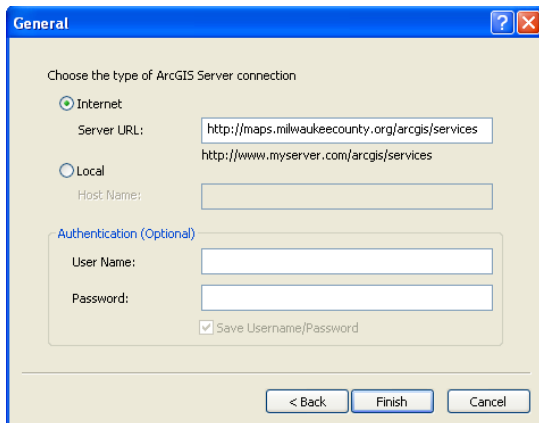 General
Choose the type of ArcGIS Server connection
Internet
Server URL: http://maps.milwaukeecounty.org/arcgis/services
http://www.myserver.com/arcgis/services
Local
Host Name:
Authentication (Optional)
User Name:
Password:
Save Username/Password
< Back Finish Cancel